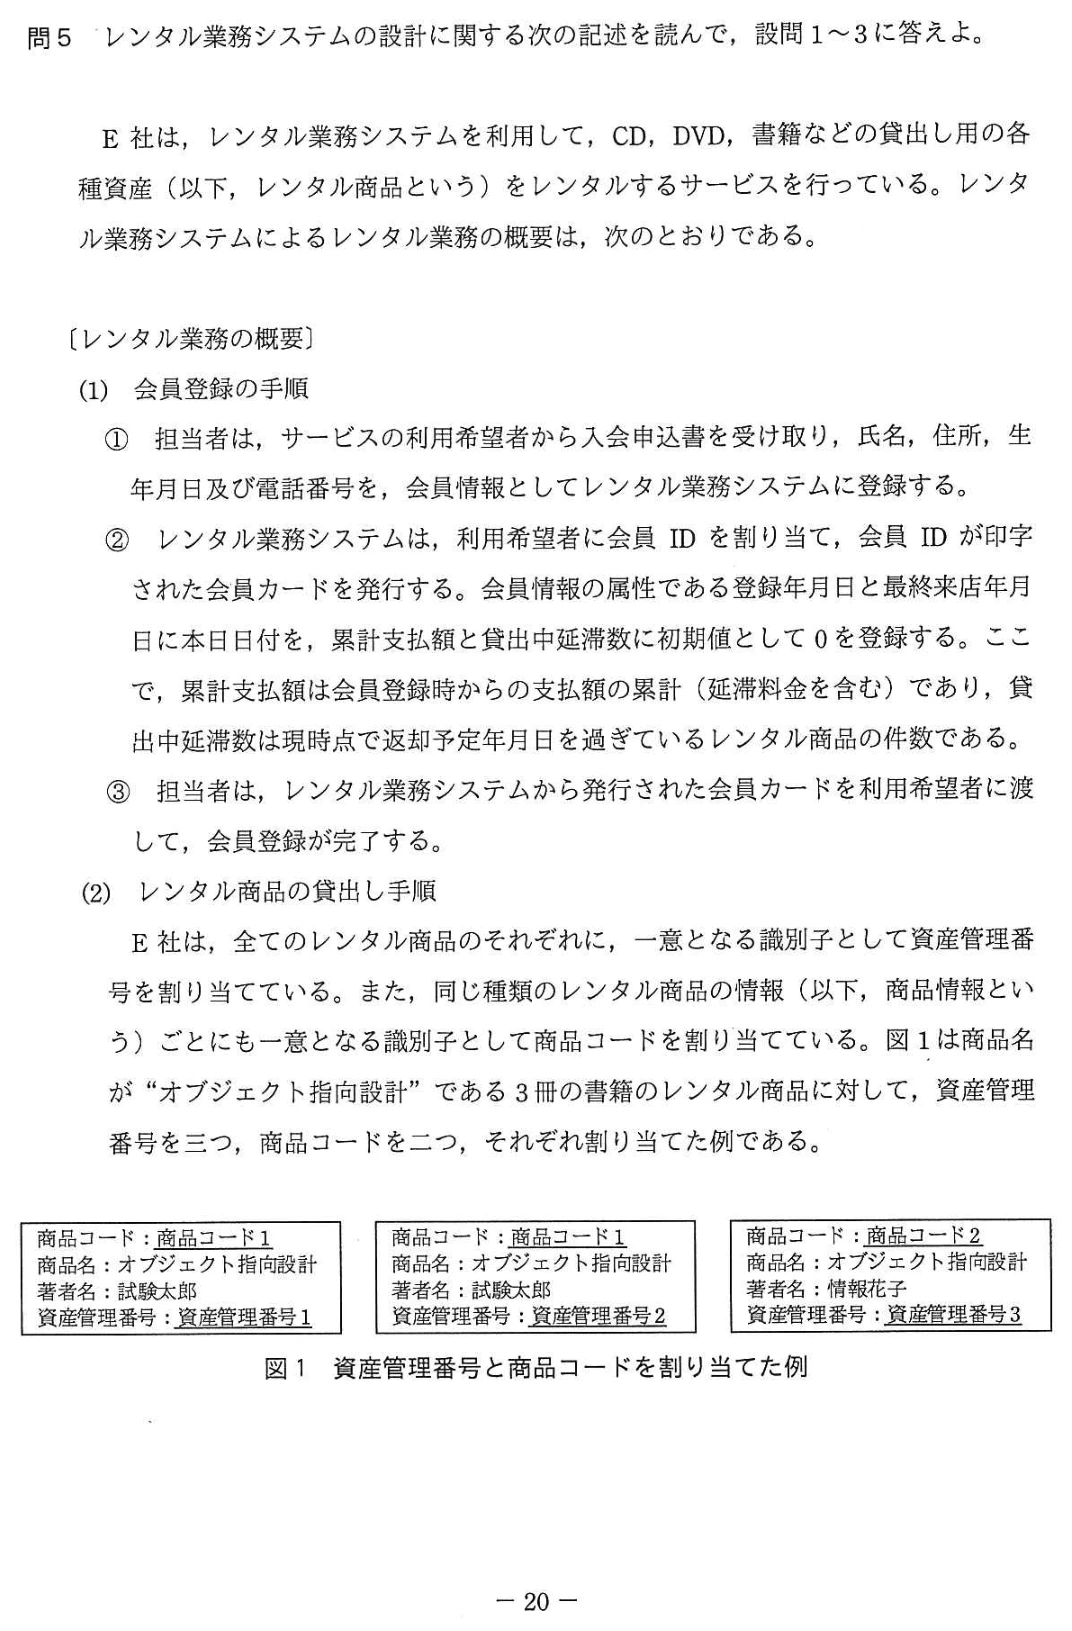 問5 レンタル業務システムの設計に関する次の記述を読んで，設問1～3に答えよ。
E 社は，レンタル業務システムを利用して，CD，DVD，書籍などの貸出し用の各
種資産（以下，レンタル商品という）をレンタルするサービスを行っている。レンタ
ル業務システムによるレンタル業務の概要は，次のとおりである。
〔レンタル業務の概要〕
(1) 会員登録の手順
① 担当者は，サービスの利用希望者から入会申込書を受け取り，氏名，住所，生
年月日及び電話番号を，会員情報としてレンタル業務システムに登録する。
② レンタル業務システムは，利用希望者に会員 ID を割り当て，会員 ID が印字
された会員カードを発行する。会員情報の属性である登録年月日と最終来店年月
日に本日日付を，累計支払額と貸出中延滞数に初期値として 0 を登録する。ここ
で，累計支払額は会員登録時からの支払額の累計（延滞料金を含む）であり，貸
出中延滞数は現時点で返却予定年月日を過ぎているレンタル商品の件数である。
③ 担当者は，レンタル業務システムから発行された会員カードを利用希望者に渡
して，会員登録が完了する。
(2) レンタル商品の貸出し手順
E 社は，全てのレンタル商品のそれぞれに，一意となる識別子として資産管理番
号を割り当てている。また，同じ種類のレンタル商品の情報（以下，商品情報とい
う）ごとにも一意となる識別子として商品コードを割り当てている。図1は商品名
が“オブジェクト指向設計”である3冊の書籍のレンタル商品に対して，資産管理
番号を三つ，商品コードを二つ，それぞれ割り当てた例である。
商品コード：商品コード1
商品名：オブジェクト指向設計
著者名：試験太郎
資産管理番号：資産管理番号1
商品コード：商品コード1
商品名：オブジェクト指向設計
著者名：試験太郎
資産管理番号：資産管理番号2
商品コード：商品コード2
商品名：オブジェクト指向設計
著者名：情報花子
資産管理番号：資産管理番号3
図1 資産管理番号と商品コードを割り当てた例
－ 20 －